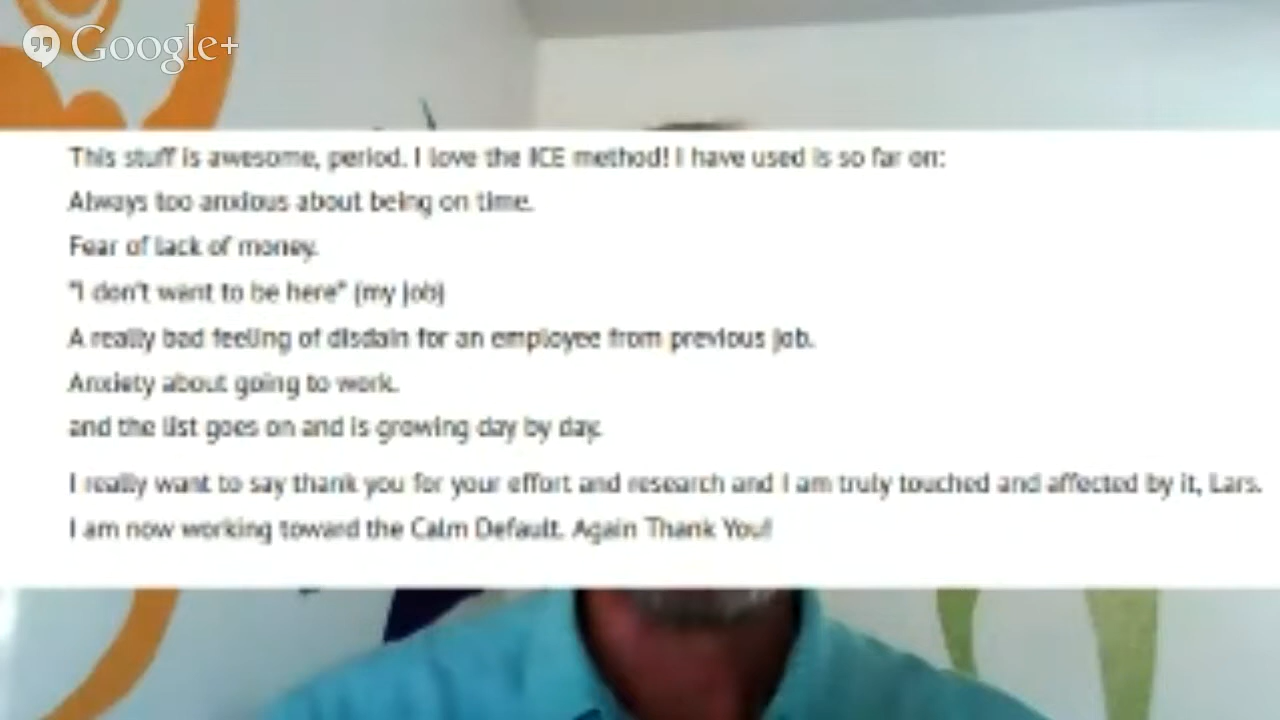 Google+
This stuff is awesome, period. I love the ICE method! I have used is so far on:
Always too anxious about being on time.
Fear of lack of money.
"I don't want to be here" (my job)
A really bad feeling of disdain for an employee from previous job.
Anxiety about going to work.
and the list goes on and is growing day by day.
I really want to say thank you for your effort and research and I am truly touched and affected by it, Lars.
I am now working toward the Calm Default. Again Thank You!